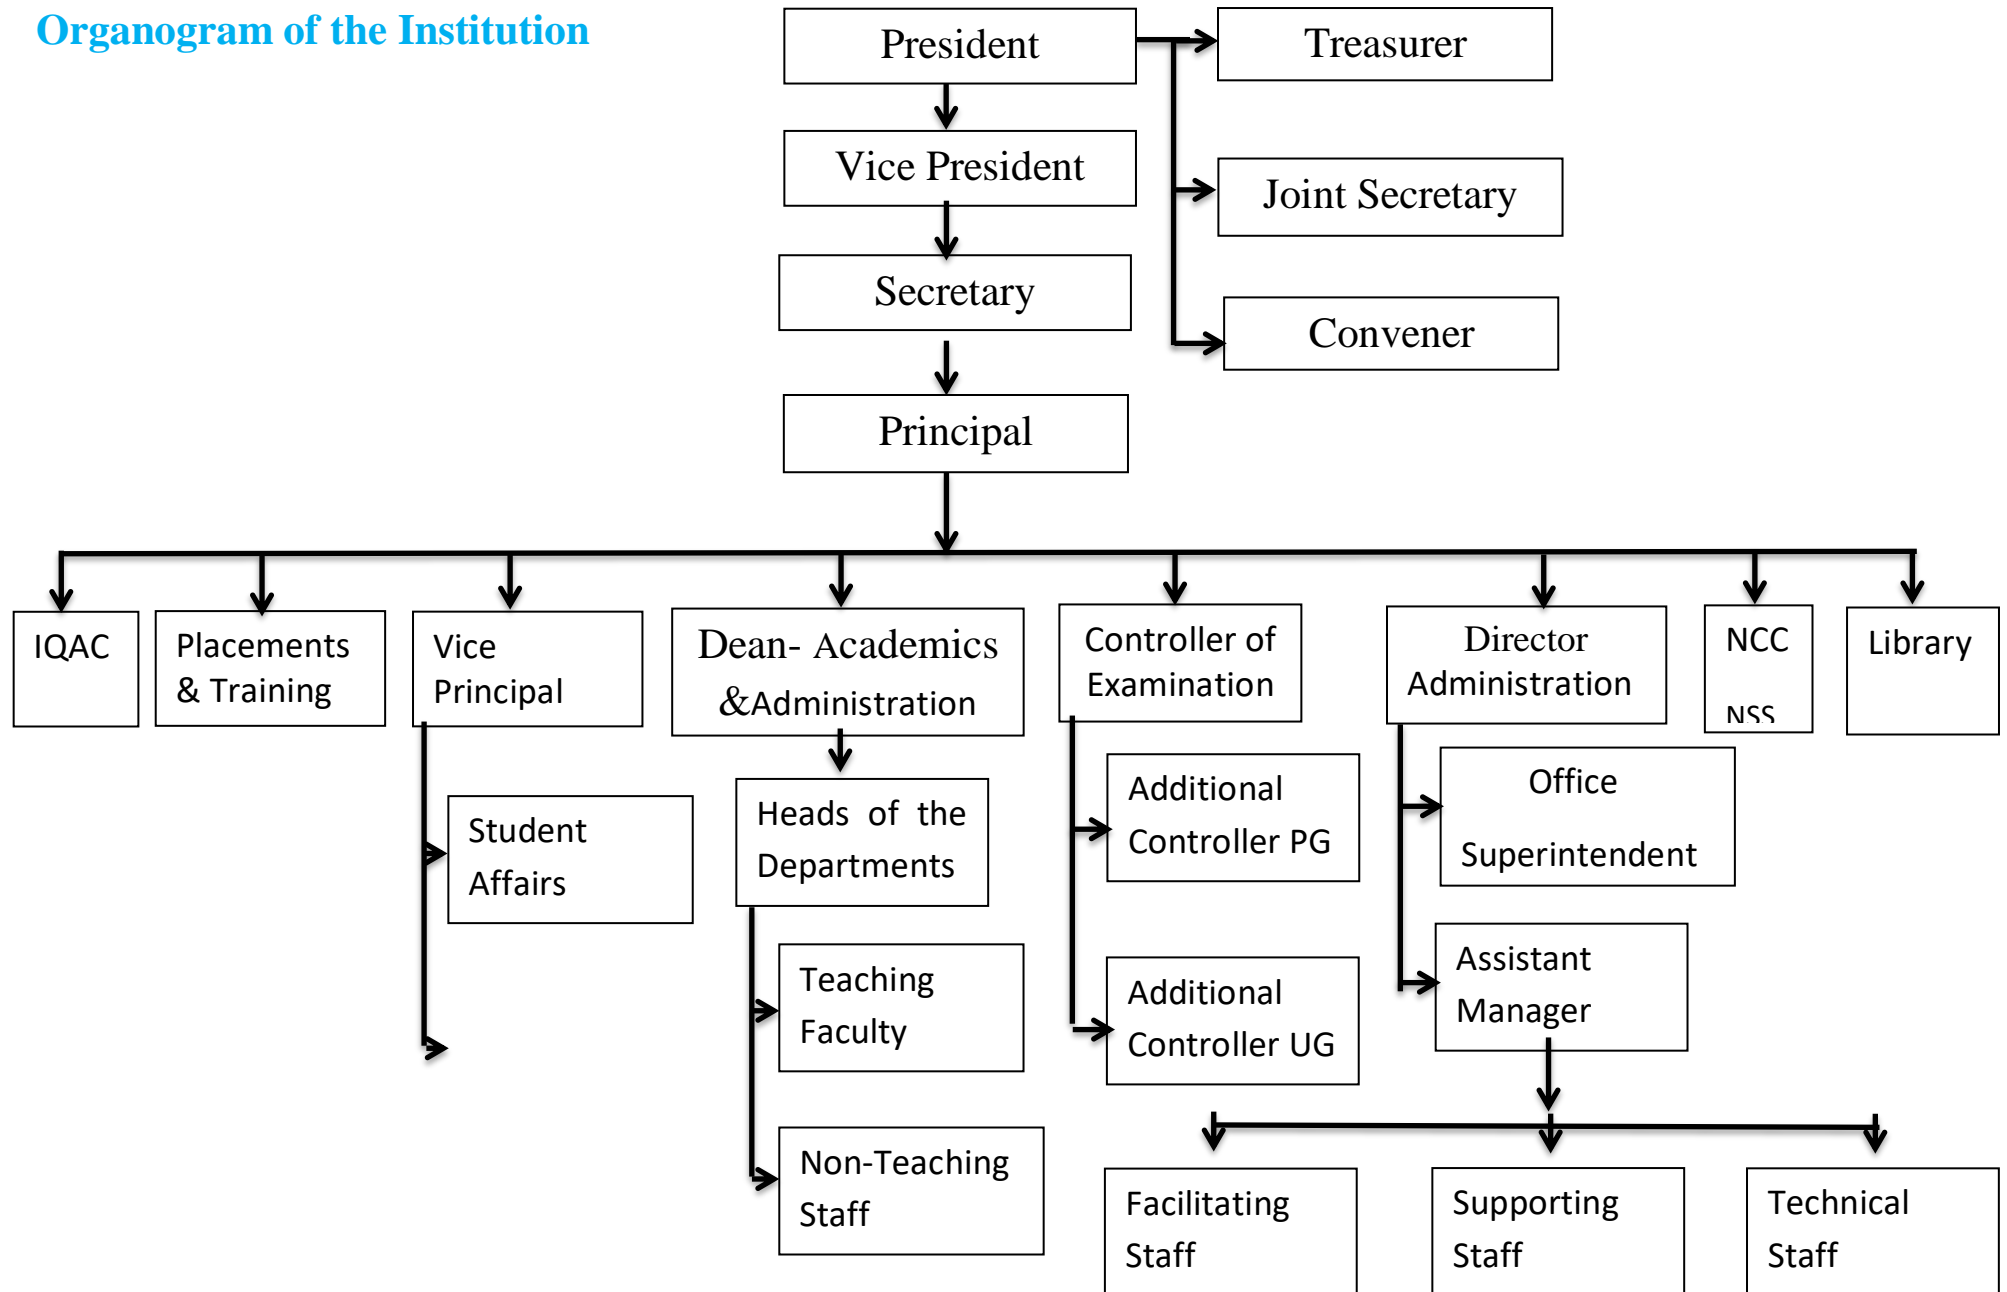 Organogram of the Institution
President
Treasurer
Vice President
Joint Secretary
Secretary
Convener
Principal
IQAC
Placements
& Training
Vice
Principal
Dean- Academics
&Administration
Controller of
Examination
Director
Administration
NCC
NSS
Library
Student
Affairs
Heads of the
Departments
Teaching
Faculty
Non-Teaching
Staff
Additional
Controller PG
Additional
Controller UG
Office
Superintendent
Assistant
Manager
Facilitating
Staff
Supporting
Staff
Technical
Staff